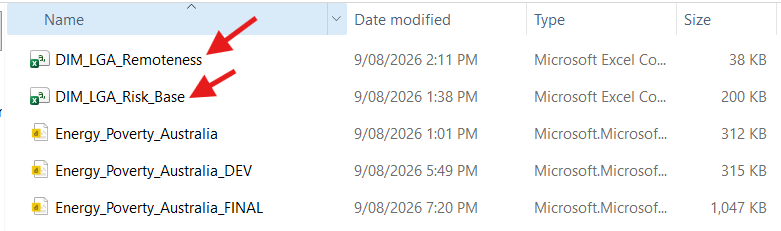 Name Date modified Type Size
DIM_LGA_Remoteness 9/08/2026 2:11 PM Microsoft Excel Co... 38 KB
DIM_LGA_Risk_Base 9/08/2026 1:38 PM Microsoft Excel Co... 200 KB
Energy_Poverty_Australia 9/08/2026 1:01 PM Microsoft.Microsof... 312 KB
Energy_Poverty_Australia_DEV 9/08/2026 5:49 PM Microsoft.Microsof... 315 KB
Energy_Poverty_Australia_FINAL 9/08/2026 7:20 PM Microsoft.Microsof... 1,047 KB